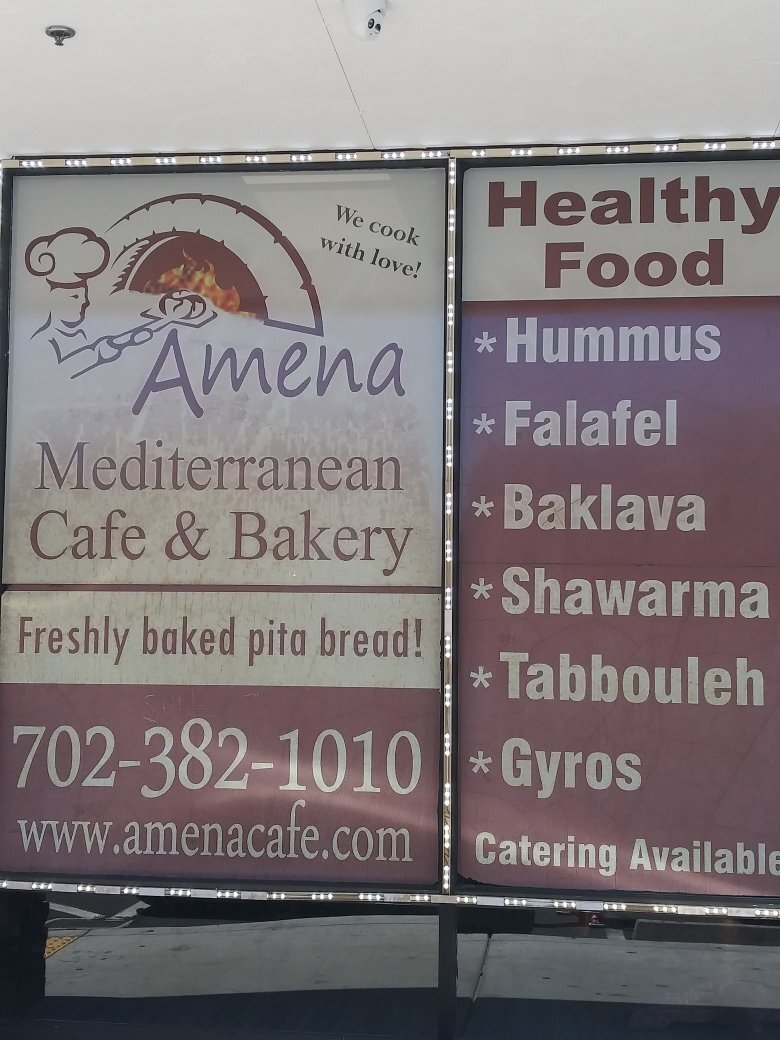 We cook
with love!
Amena
Mediterranean
Cafe & Bakery
Freshly baked pita bread!
702-382-1010
www.amenacafe.com
Healthy
Food
* Hummus
* Falafel
* Baklava
* Shawarma
* Tabbouleh
* Gyros
Catering Available